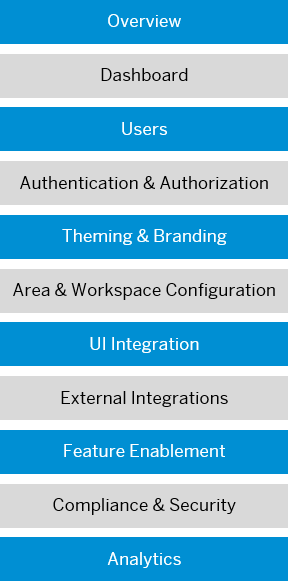 Overview
Dashboard
Users
Authentication & Authorization
Theming & Branding
Area & Workspace Configuration
UI Integration
External Integrations
Feature Enablement
Compliance & Security
Analytics